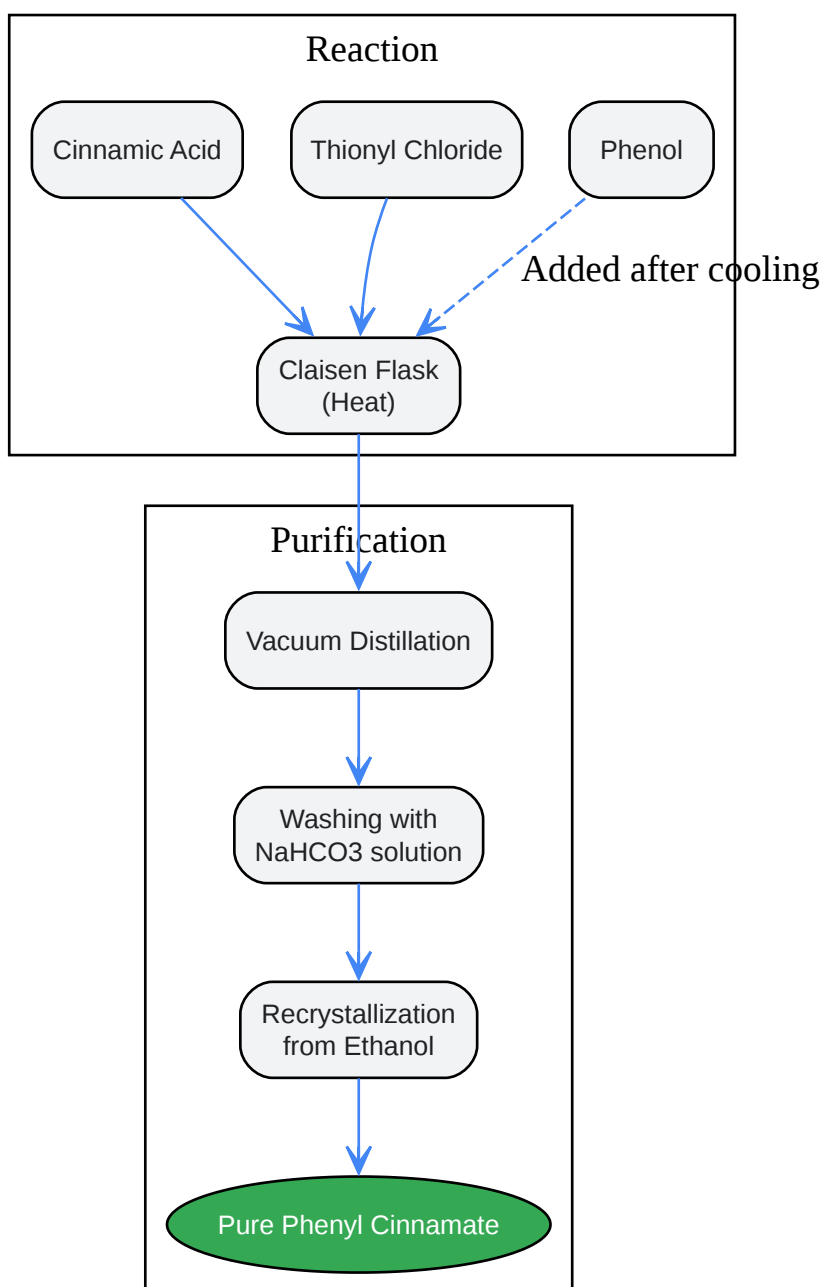 Reaction
Cinnamic Acid
Thionyl Chloride
Phenol
Added after cooling
Claisen Flask
(Heat)
Purification
Vacuum Distillation
Washing with
NaHCO3 solution
Recrystallization
from Ethanol
Pure Phenyl Cinnamate